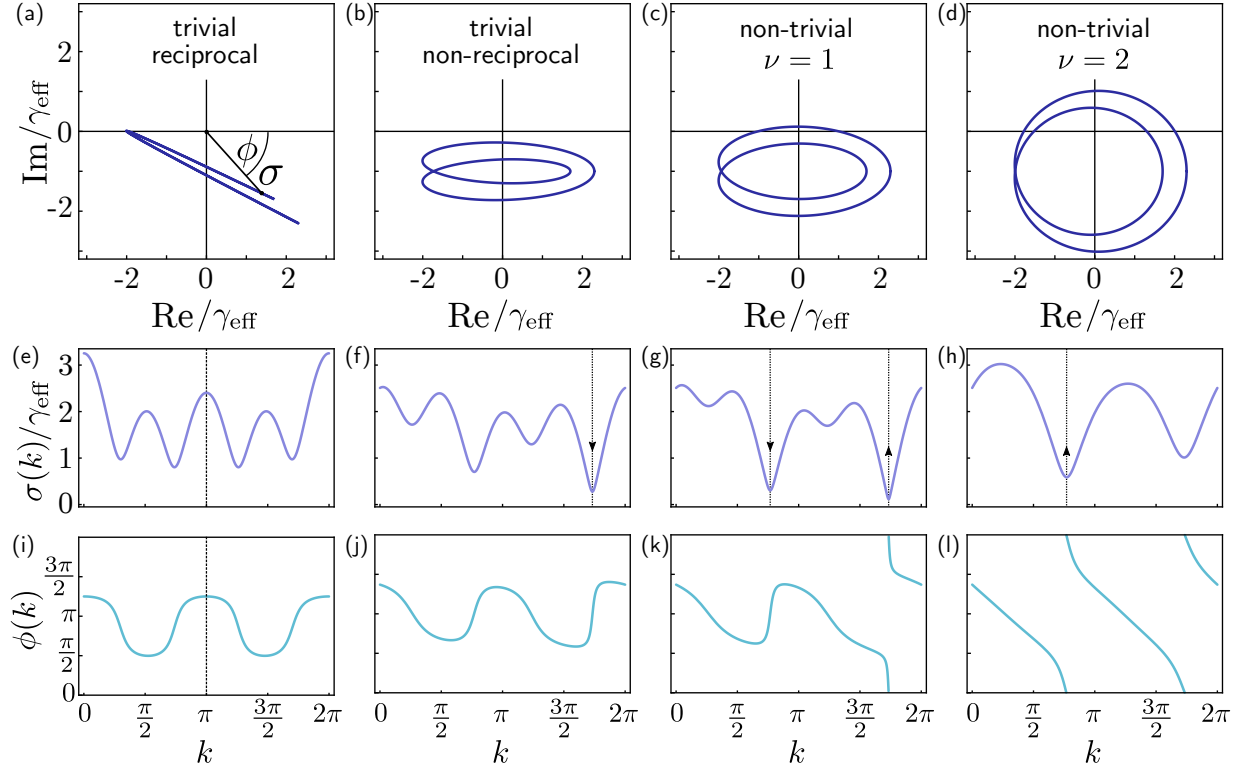 (a) trivial reciprocal
(b) trivial non-reciprocal
(c) non-trivial ν = 1
(d) non-trivial ν = 2
Im/γeff
2
0
-2
ϕ
σ
-2 0 2
-2 0 2
-2 0 2
-2 0 2
Re/γeff
Re/γeff
Re/γeff
Re/γeff
(e)
(f)
(g)
(h)
σ(k)/γeff
3
2
1
0
(i)
(j)
(k)
(l)
ϕ(k)
3π/2
π
π/2
0
0 π/2 π 3π/2 2π
0 π/2 π 3π/2 2π
0 π/2 π 3π/2 2π
0 π/2 π 3π/2 2π
k
k
k
k